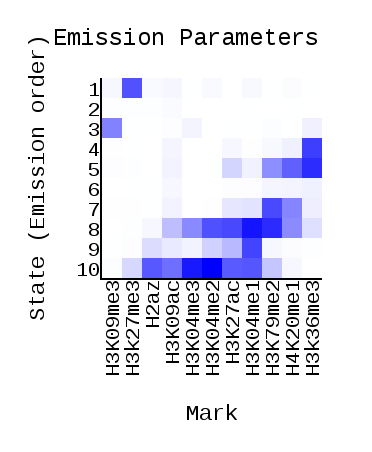 Emission Parameters
State (Emission order)
1
2
3
4
5
6
7
8
9
10
H3K09me3
H3k27me3
H2az
H3K09ac
H3K04me3
H3K04me2
H3K27ac
H3K04me1
H3K79me2
H4K20me1
H3k36me3
Mark